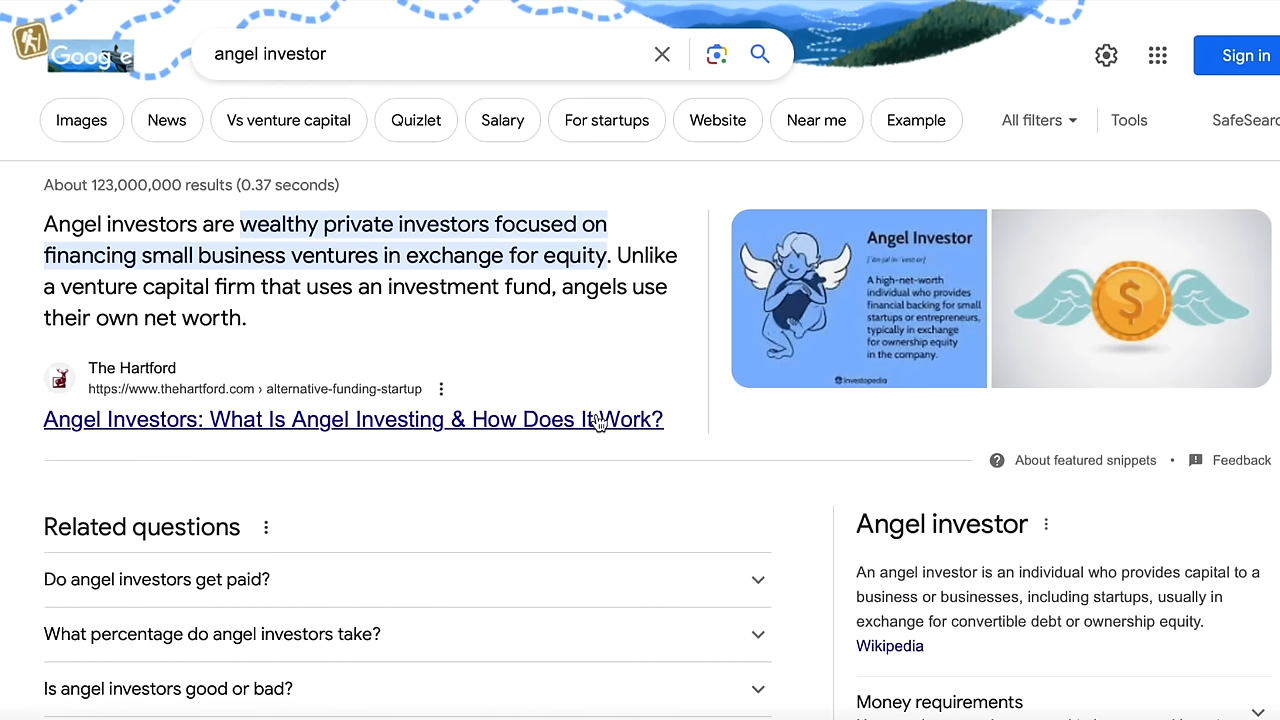 Google
angel investor
Sign in
Images
News
Vs venture capital
Quizlet
Salary
For startups
Website
Near me
Example
All filters
Tools
About 123,000,000 results (0.37 seconds)
Angel investors are wealthy private investors focused on
financing small business ventures in exchange for equity. Unlike
a venture capital firm that uses an investment fund, angels use
their own net worth.
The Hartford
https://www.thehartford.com › alternative-funding-startup
Angel Investors: What Is Angel Investing & How Does It Work?
Angel Investor
A high-net-worth
individual who provides
financial backing for small
startups or entrepreneurs,
typically in exchange
for ownership equity
in the company.
Investopedia
$
About featured snippets • Feedback
Related questions
Do angel investors get paid?
What percentage do angel investors take?
Is angel investors good or bad?
Angel investor
An angel investor is an individual who provides capital to a
business or businesses, including startups, usually in
exchange for convertible debt or ownership equity.
Wikipedia
Money requirements